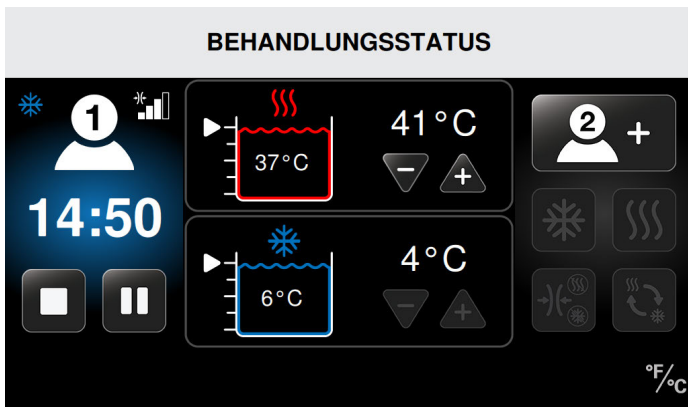 BEHANDLUNGSSTATUS
1
14:50
37°C
41°C
6°C
4°C
2 +
°F/°C